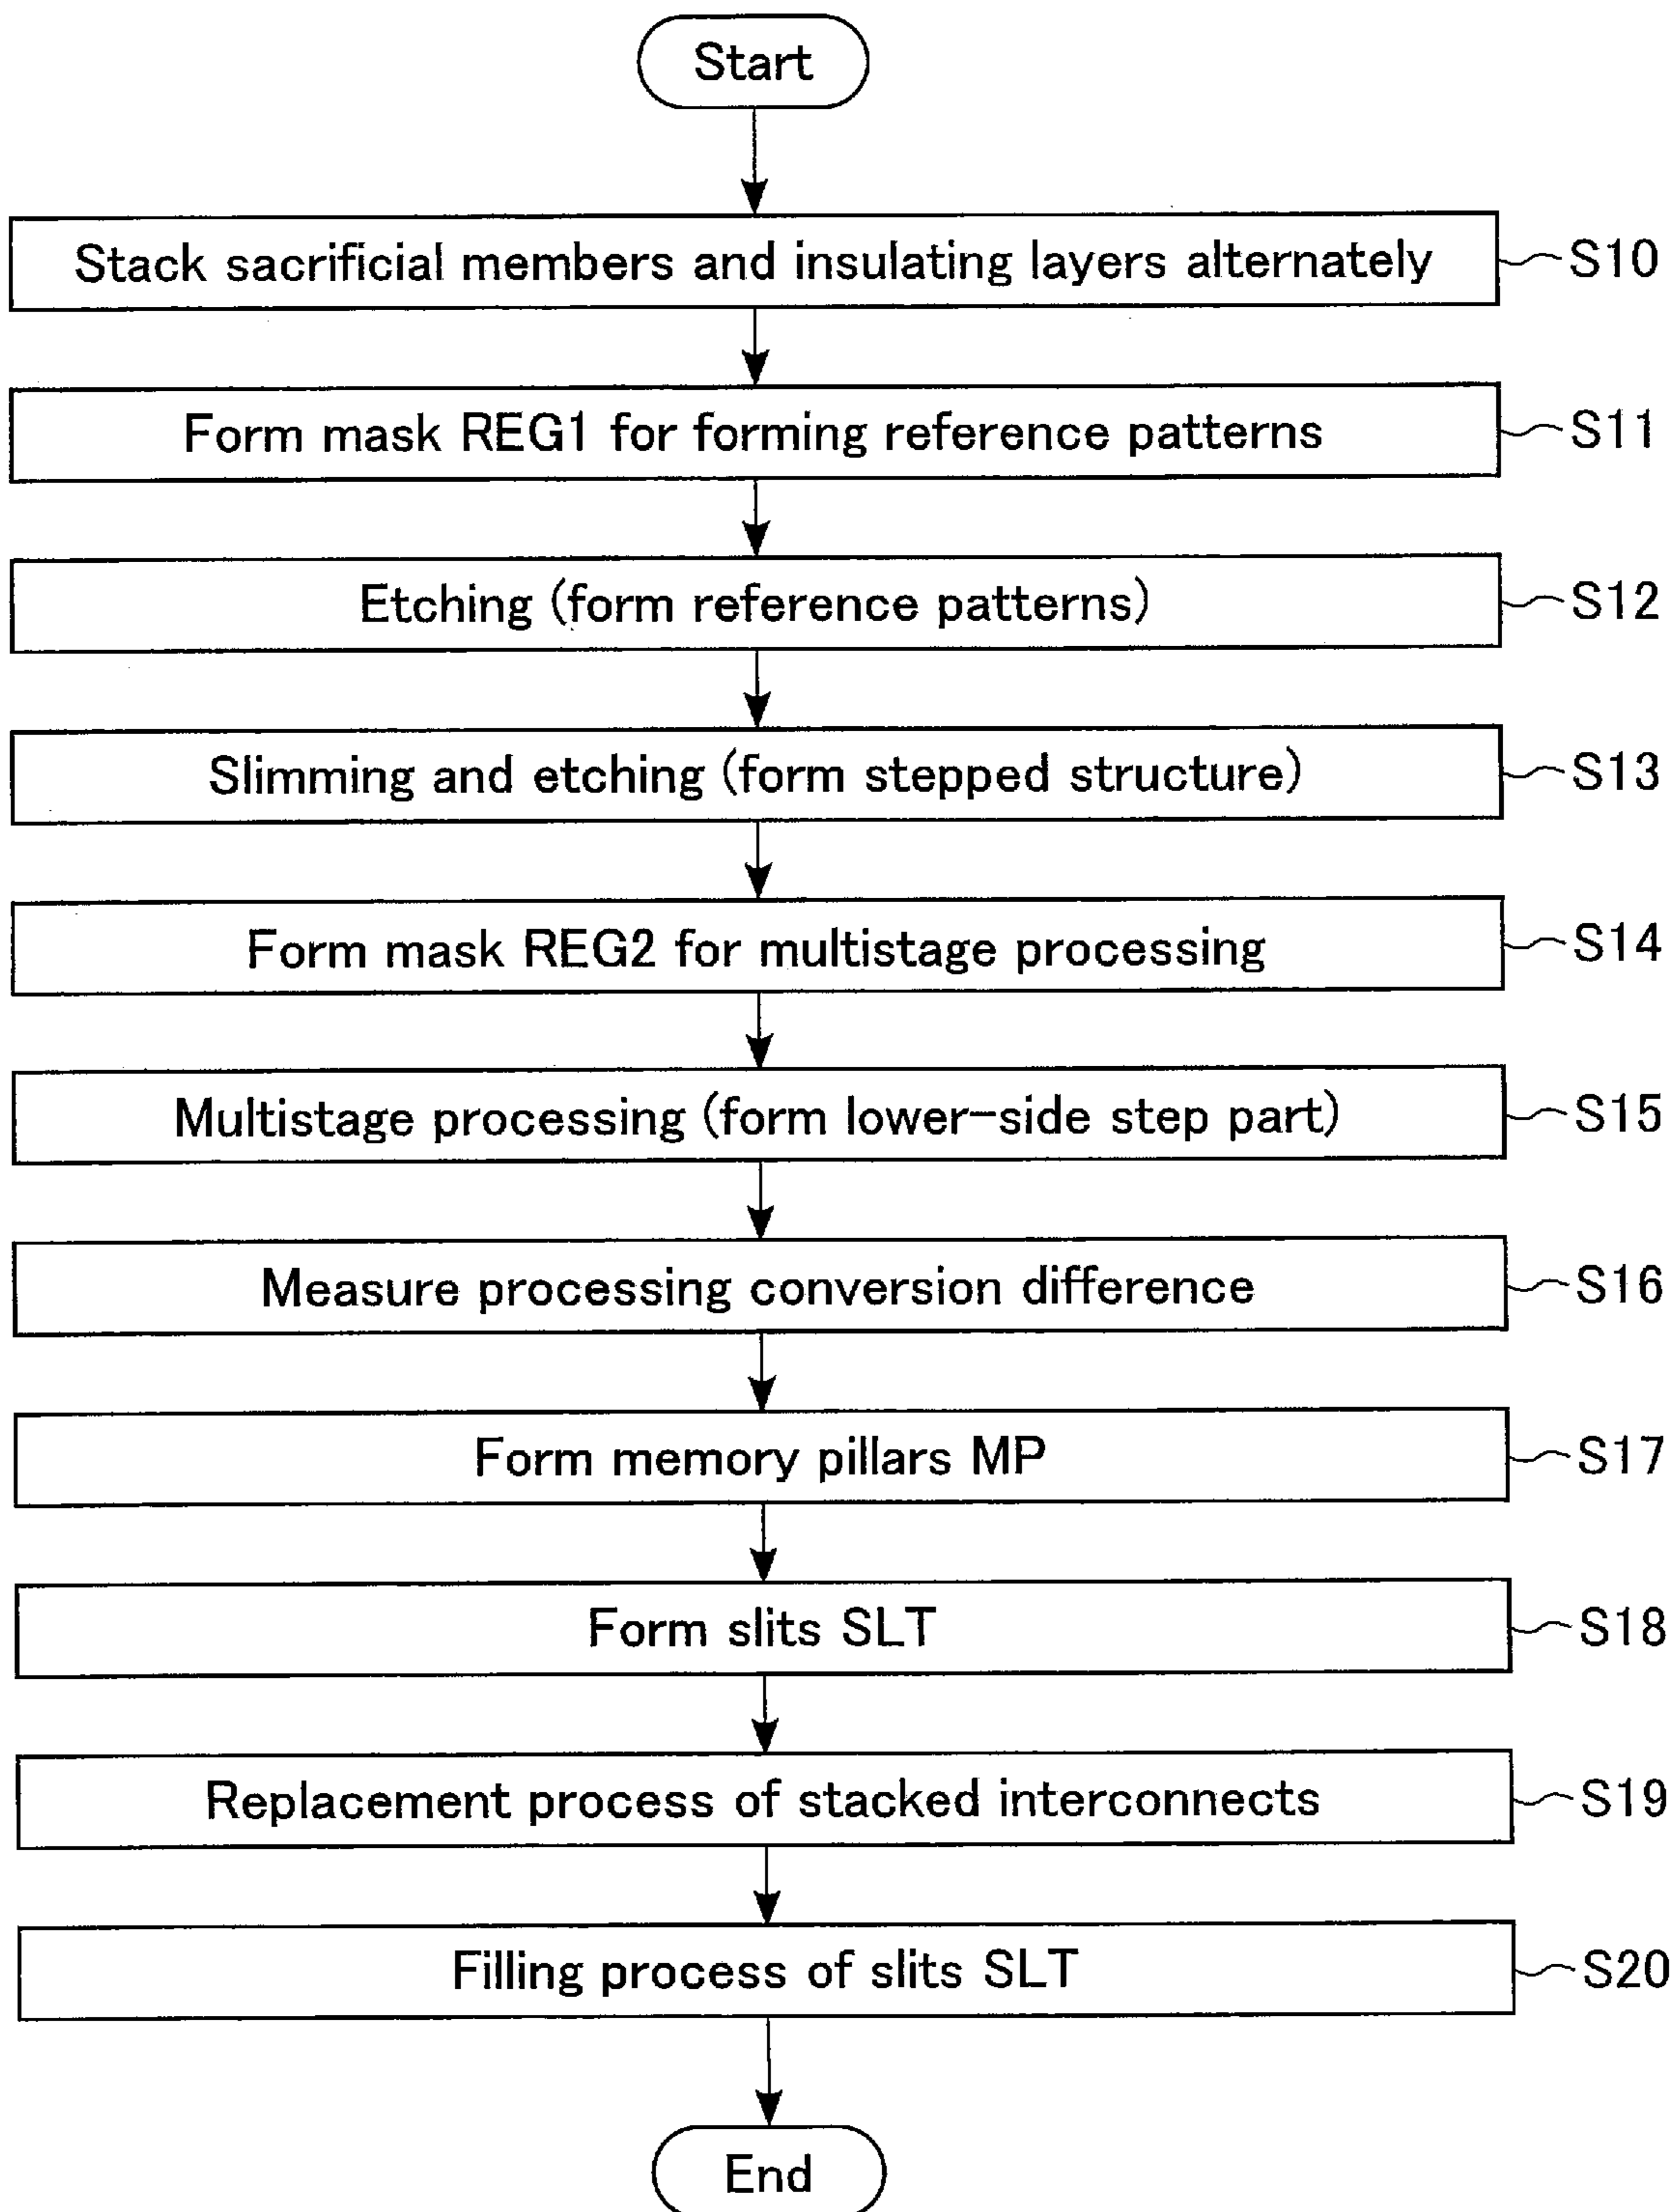 Start
Stack sacrificial members and insulating layers alternately S10
Form mask REG1 for forming reference patterns S11
Etching (form reference patterns) S12
Slimming and etching (form stepped structure) S13
Form mask REG2 for multistage processing S14
Multistage processing (form lower-side step part) S15
Measure processing conversion difference S16
Form memory pillars MP S17
Form slits SLT S18
Replacement process of stacked interconnects S19
Filling process of slits SLT S20
End